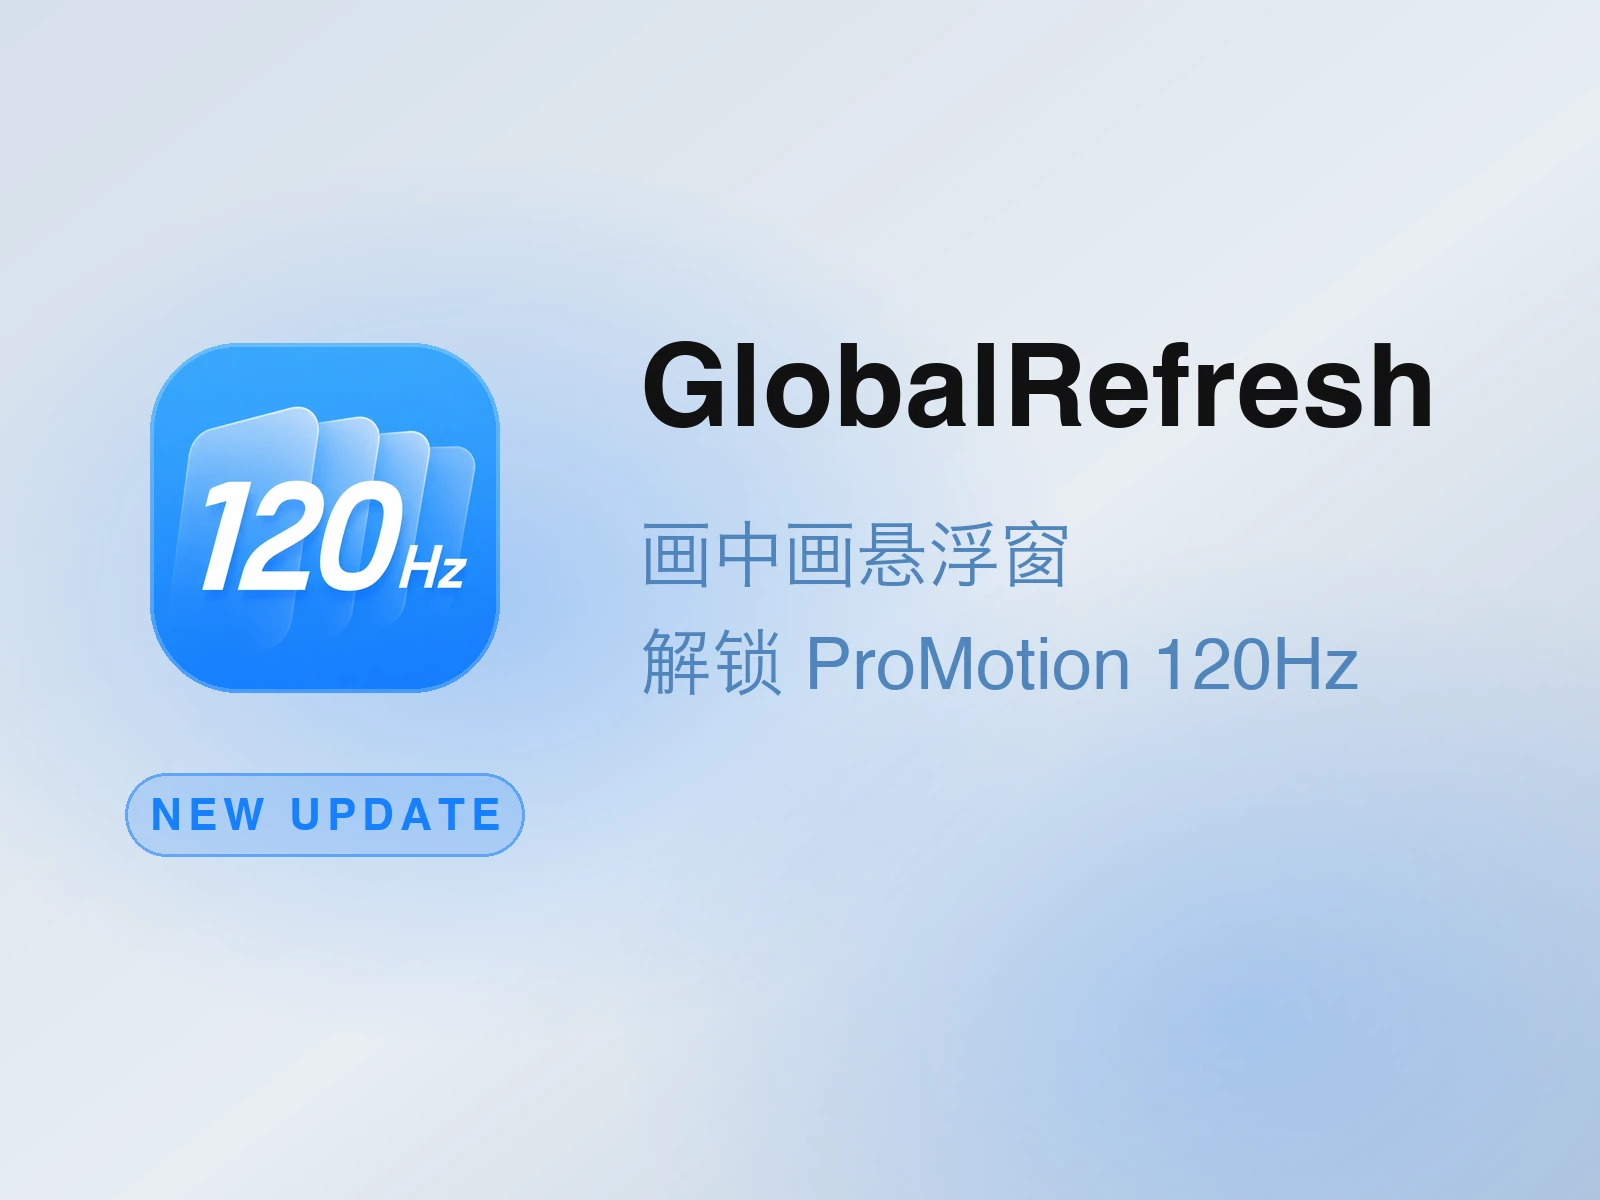 120Hz
NEW UPDATE
GlobalRefresh
画中画悬浮窗
解锁 ProMotion 120Hz